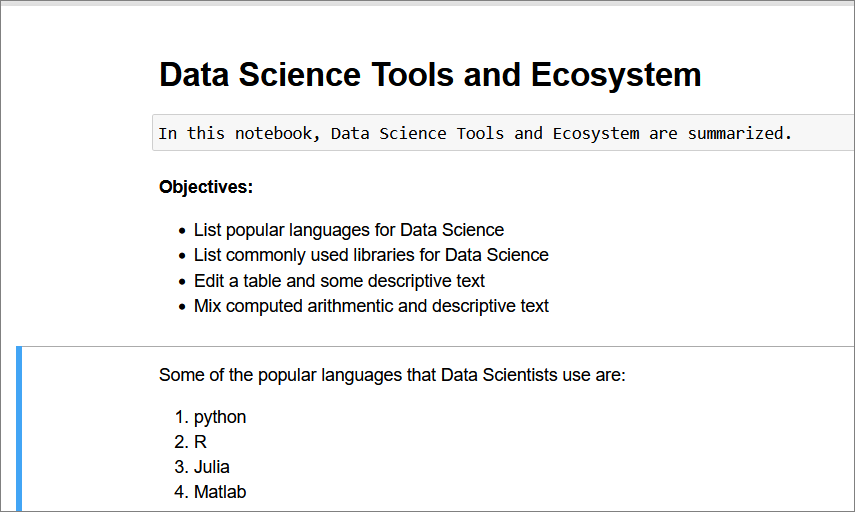 Data Science Tools and Ecosystem
In this notebook, Data Science Tools and Ecosystem are summarized.
Objectives:
• List popular languages for Data Science
• List commonly used libraries for Data Science
• Edit a table and some descriptive text
• Mix computed arithmentic and descriptive text
Some of the popular languages that Data Scientists use are:
1. python
2. R
3. Julia
4. Matlab